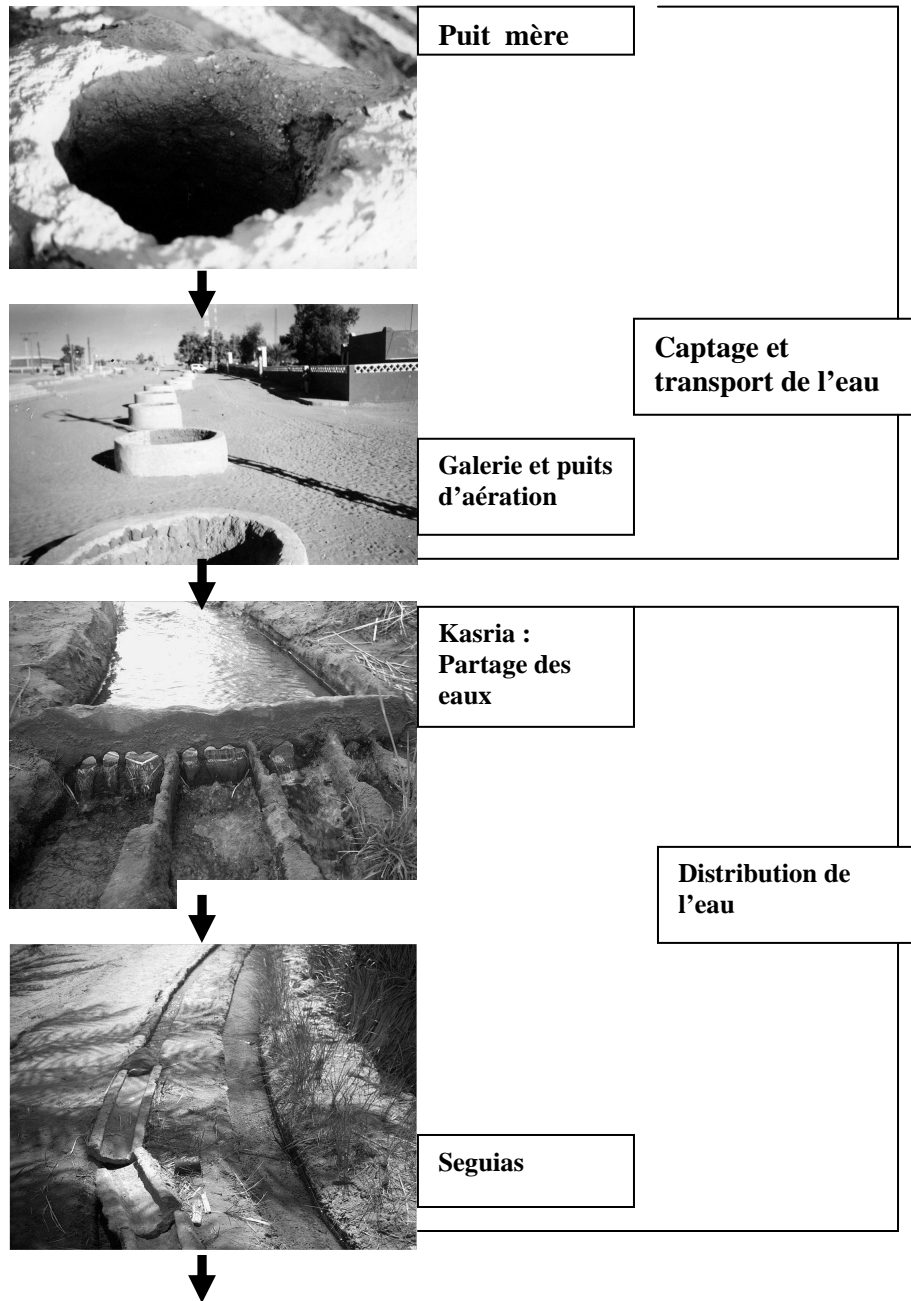 Puit mère
Captage et
transport de l’eau
Galerie et puits
d’aération
Kasria :
Partage des
eaux
Distribution de
l’eau
Seguias